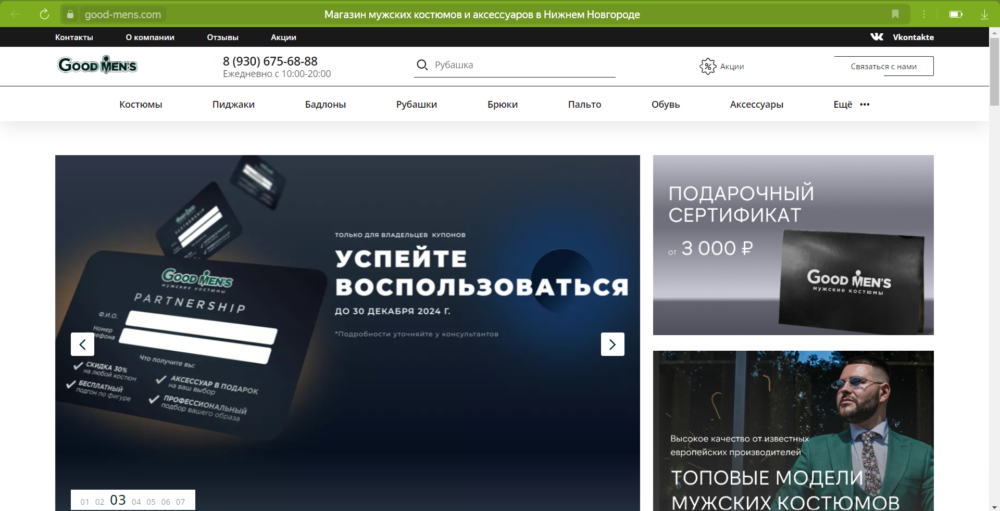 good-mens.com
Магазин мужских костюмов и аксессуаров в Нижнем Новгороде
Контакты
О компании
Отзывы
Акции
Vkontakte
GOOD MEN'S
8 (930) 675-68-88
Ежедневно с 10:00-20:00
Рубашка
Акции
Связаться с нами
Костюмы
Пиджаки
Бадлоны
Рубашки
Брюки
Пальто
Обувь
Аксессуары
Ещё •••
PARTNERSHIP
GOOD MEN'S
мужские костюмы
PARTNERSHIP
Ф.И.О.
Номер
Что получите вы:
СКИДКА 30%
на любой костюм
БЕСПЛАТНЫЙ
подгон по фигуре
АКСЕССУАР В ПОДАРОК
на ваш выбор
ПРОФЕССИОНАЛЬНЫЙ
подбор вашего образа
ТОЛЬКО ДЛЯ ВЛАДЕЛЬЦЕВ КУПОНОВ
УСПЕЙТЕ
ВОСПОЛЬЗОВАТЬСЯ
ДО 30 ДЕКАБРЯ 2024 Г.
*Подробности уточняйте у консультантов
01 02 03 04 05 06 07
ПОДАРОЧНЫЙ
СЕРТИФИКАТ
от 3 000 ₽
GOOD MEN'S
мужские костюмы
Высокое качество от известных
европейских производителей
ТОПОВЫЕ МОДЕЛИ
МУЖСКИХ КОСТЮМОВ